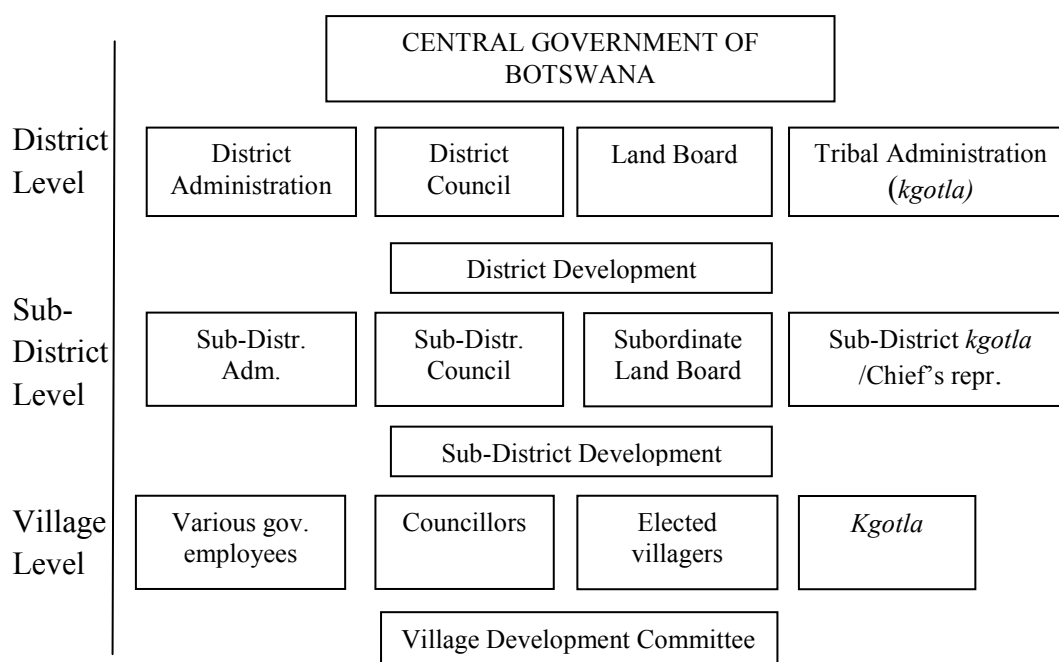 CENTRAL GOVERNMENT OF
BOTSWANA
District
Level
District
Administration
District
Council
Land Board
Tribal Administration
(kgotla)
District Development
Sub-
District
Level
Sub-Distr.
Adm.
Sub-Distr.
Council
Subordinate
Land Board
Sub-District kgotla
/Chief’s repr.
Sub-District Development
Village
Level
Various gov.
employees
Councillors
Elected
villagers
Kgotla
Village Development Committee